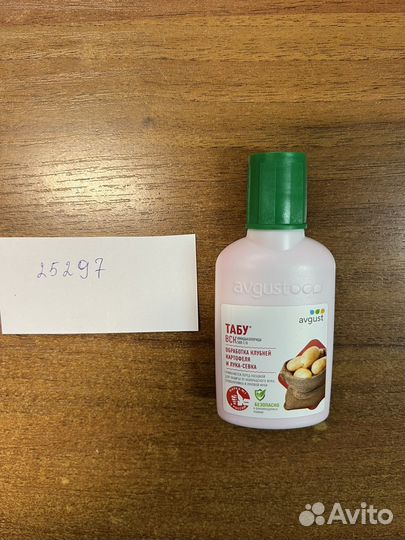 25297
avgust
avgust
ТАБУ®
ВСК
ОБРАБОТКА КЛУБНЕЙ
КАРТОФЕЛЯ
И ЛУКА-СЕВКА
БЕЗОПАСНО
Avito